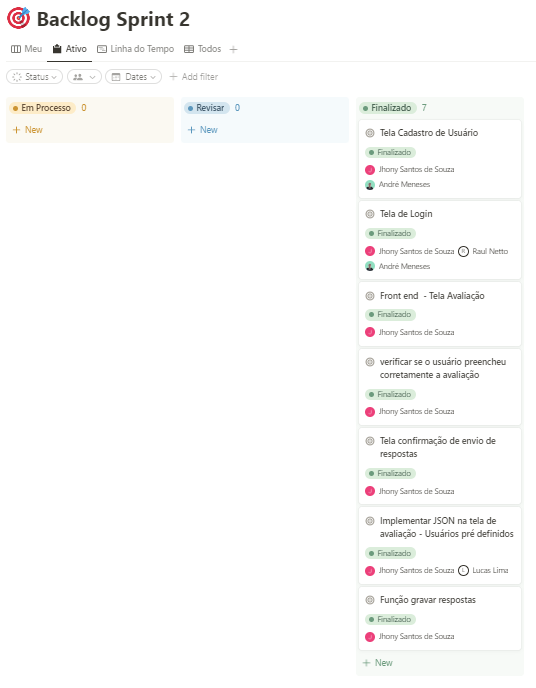 Backlog Sprint 2
Meu
Ativo
Linha do Tempo
Todos
Status
Dates
Add filter
Em Processo 0
New
Revisar 0
New
Finalizado 7
Tela Cadastro de Usuário
Finalizado
Jhony Santos de Souza
André Meneses
Tela de Login
Finalizado
Jhony Santos de Souza R Raul Netto
André Meneses
Front end - Tela Avaliação
Finalizado
Jhony Santos de Souza
verificar se o usuário preencheu
corretamente a avaliação
Finalizado
Jhony Santos de Souza
Tela confirmação de envio de
respostas
Finalizado
Jhony Santos de Souza
Implementar JSON na tela de
avaliação - Usuários pré definidos
Finalizado
Jhony Santos de Souza L Lucas Lima
Função gravar respostas
Finalizado
Jhony Santos de Souza
New